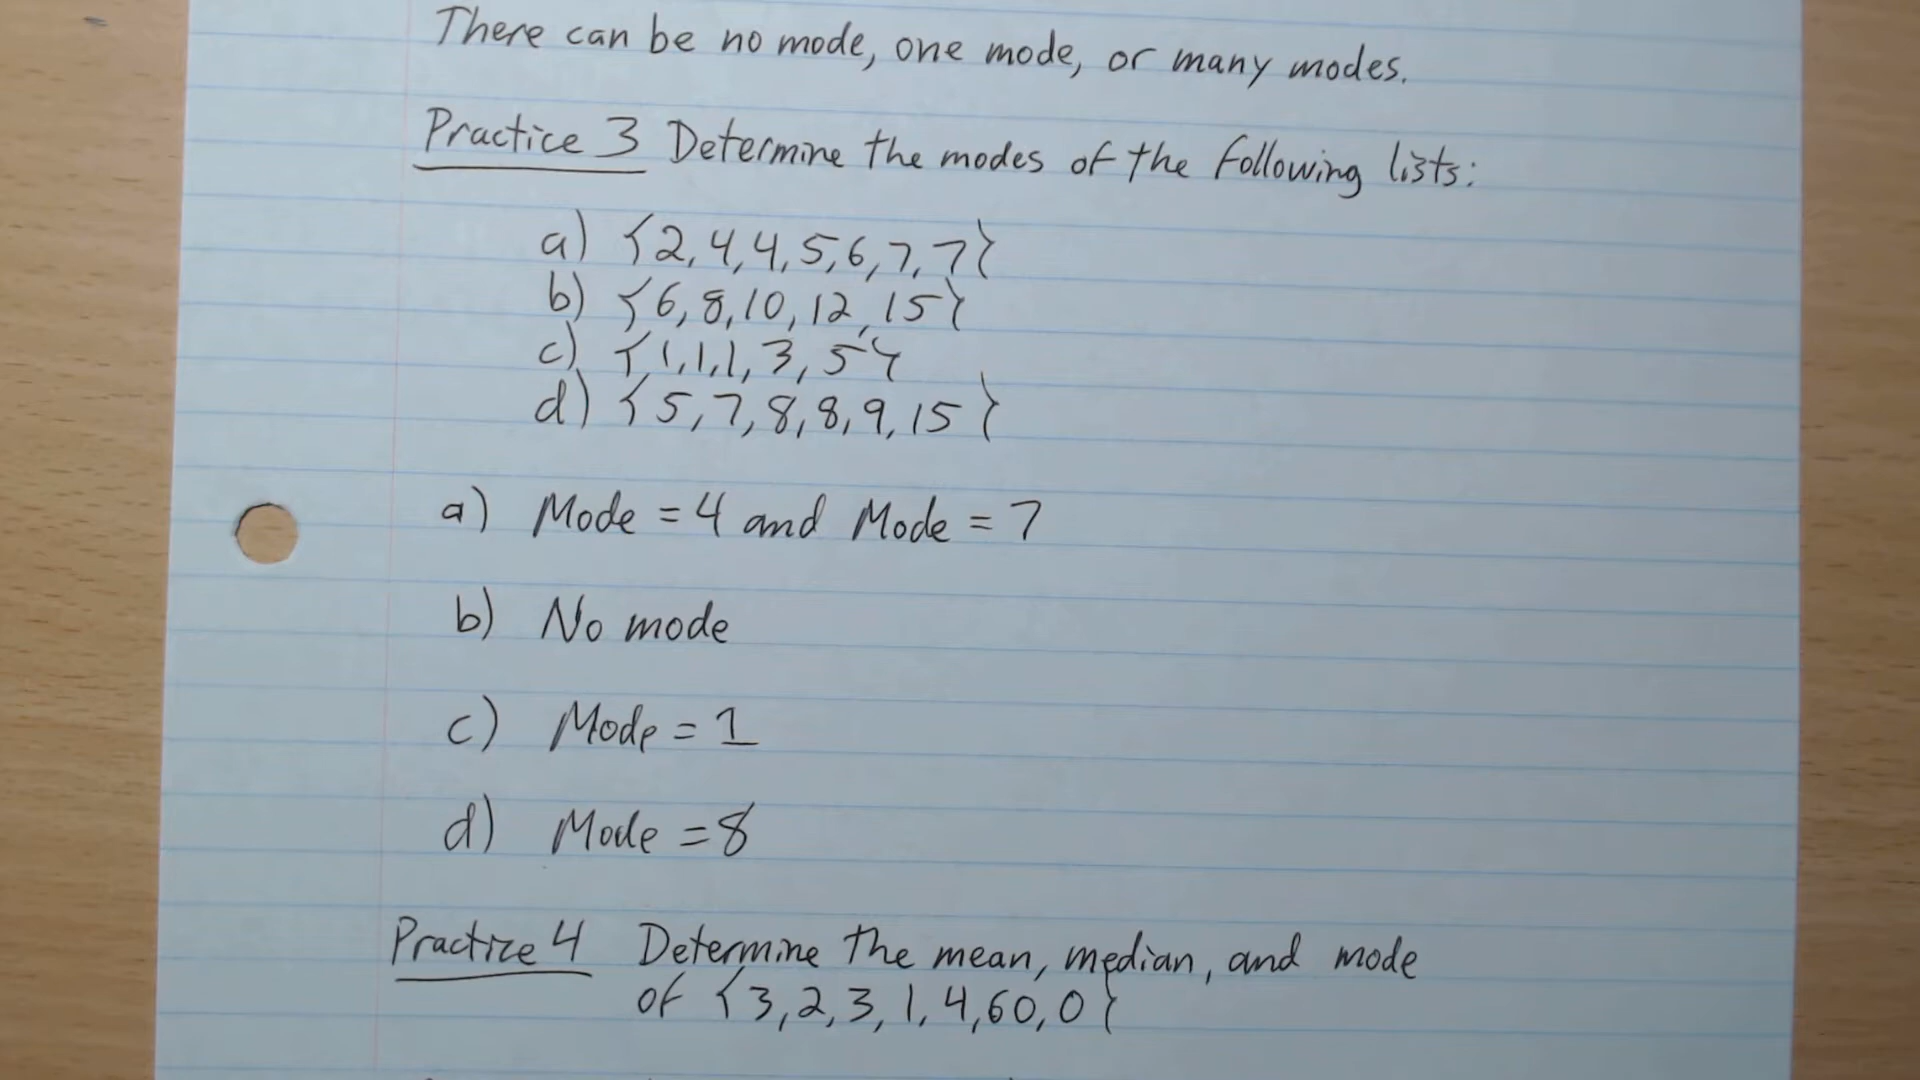 There can be no mode, one mode, or many modes.
Practice 3 Determine the modes of the following lists:
a) {2,4,4,5,6,7,7}
b) {6,8,10,12,15}
c) {1,1,1,3,5}
d) {5,7,8,8,9,15}
a) Mode = 4 and Mode = 7
b) No mode
c) Mode = 1
d) Mode = 8
Practice 4 Determine the mean, median, and mode
of {3,2,3,1,4,60,0}